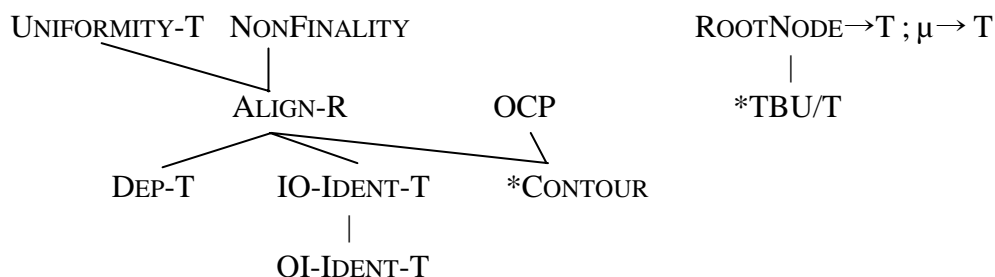 UNIFORMITY-T NONFINALITY ROOTNODE→T ; μ→ T
ALIGN-R OCP *TBU/T
DEP-T IO-IDENT-T *CONTOUR
OI-IDENT-T